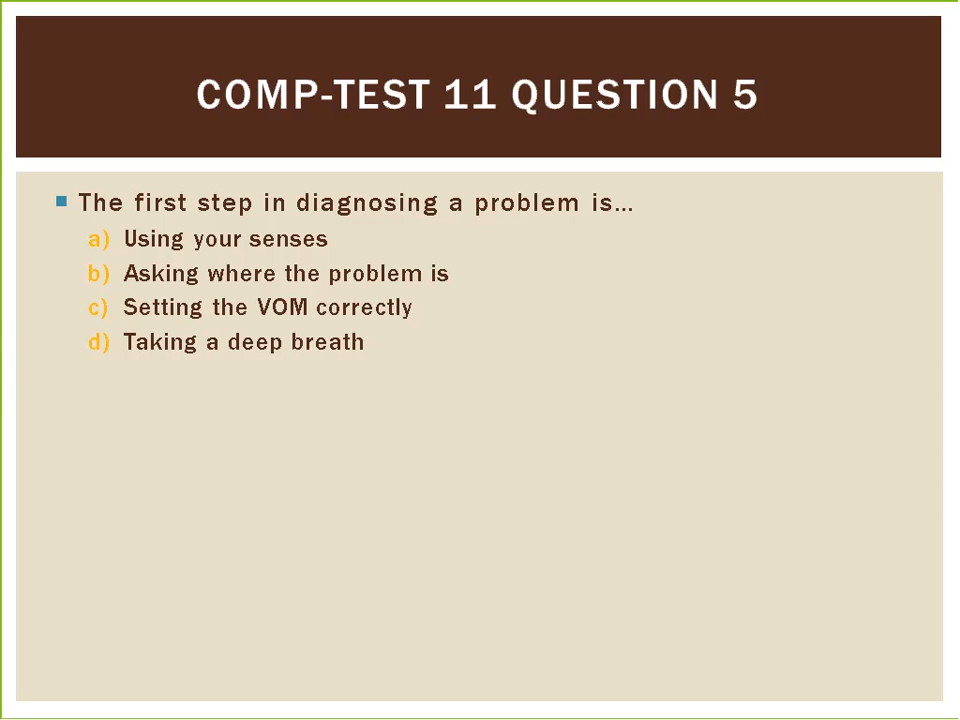 COMP-TEST 11 QUESTION 5
The first step in diagnosing a problem is…
a) Using your senses
b) Asking where the problem is
c) Setting the VOM correctly
d) Taking a deep breath